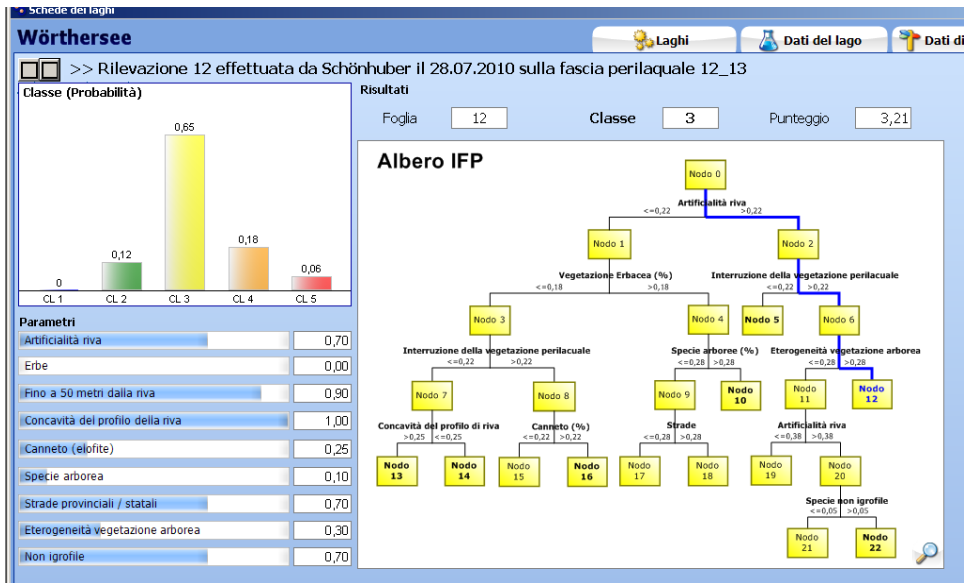 Schede dei laghi
Wörthersee
Laghi
Dati del lago
Dati di
>> Rilevazione 12 effettuata da Schönhuber il 28.07.2010 sulla fascia perilaquale 12_13
Classe (Probabilità)
0
0,12
0,65
0,18
0,06
CL 1 CL 2 CL 3 CL 4 CL 5
Parametri
Artificialità riva 0,70
Erbe 0,00
Fino a 50 metri dalla riva 0,90
Concavità del profilo della riva 1,00
Canneto (elofite) 0,25
Specie arborea 0,10
Strade provinciali / statali 0,70
Eterogeneità vegetazione arborea 0,30
Non igrofile 0,70
Risultati
Foglia 12 Classe 3 Punteggio 3,21
Albero IFP
Nodo 0
Artificialità riva
<=0,22 >0,22
Nodo 1 Nodo 2
Vegetazione Erbacea (%) Interruzione della vegetazione perilacuale
<=0,18 >0,18 <=0,22 >0,22
Nodo 3 Nodo 4 Nodo 5 Nodo 6
Interruzione della vegetazione perilacuale Specie arboree (%) Eterogeneità vegetazione arborea
<=0,22 >0,22 <=0,28 >0,28 <=0,28 >0,28
Nodo 7 Nodo 8 Nodo 9 Nodo 10 Nodo 11 Nodo 12
Concavità del profilo di riva Canneto (%) Strade Artificialità riva
>0,25 <=0,25 <=0,22 >0,22 <=0,28 >0,28 <=0,38 >0,38
Nodo 13 Nodo 14 Nodo 15 Nodo 16 Nodo 17 Nodo 18 Nodo 19 Nodo 20
Specie non igrofile
<=0,05 >0,05
Nodo 21 Nodo 22